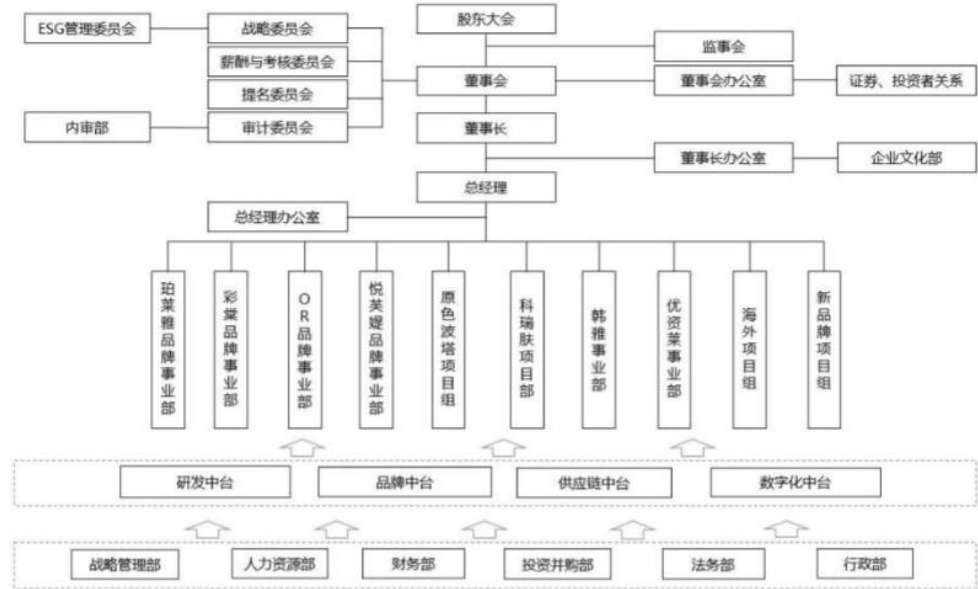 股东大会
ESG管理委员会
战略委员会
监事会
薪酬与考核委员会
董事会
董事会办公室
证券、投资者关系
提名委员会
内审部
审计委员会
董事长
董事长办公室
企业文化部
总经理
总经理办公室
珀莱雅品牌事业部
彩棠品牌事业部
OR品牌事业部
悦芙媞品牌事业部
原色波塔项目组
科瑞肤项目部
韩雅事业部
优资莱事业部
海外项目组
新品牌项目组
研发中台
品牌中台
供应链中台
数字化中台
战略管理部
人力资源部
财务部
投资并购部
法务部
行政部